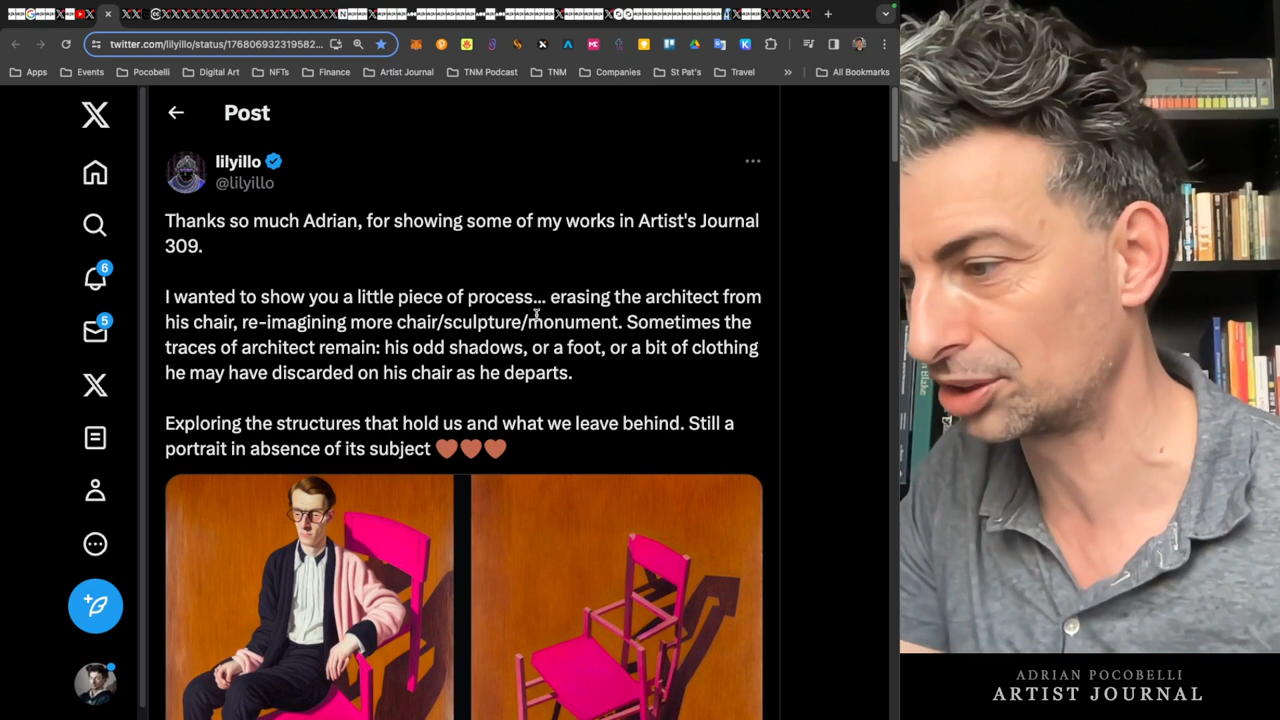 twitter.com/lilyillo/status/176806932319582...
Apps
Events
Pocobelli
Digital Art
NFTs
Finance
Artist Journal
TNM Podcast
TNM
Companies
St Pat's
Travel
»
All Bookmarks
Post
lilyillo
@lilyillo
Thanks so much Adrian, for showing some of my works in Artist's Journal
309.
I wanted to show you a little piece of process... erasing the architect from
his chair, re-imagining more chair/sculpture/monument. Sometimes the
traces of architect remain: his odd shadows, or a foot, or a bit of clothing
he may have discarded on his chair as he departs.
Exploring the structures that hold us and what we leave behind. Still a
portrait in absence of its subject
6
5
ADRIAN POCOBELLI
ARTIST JOURNAL